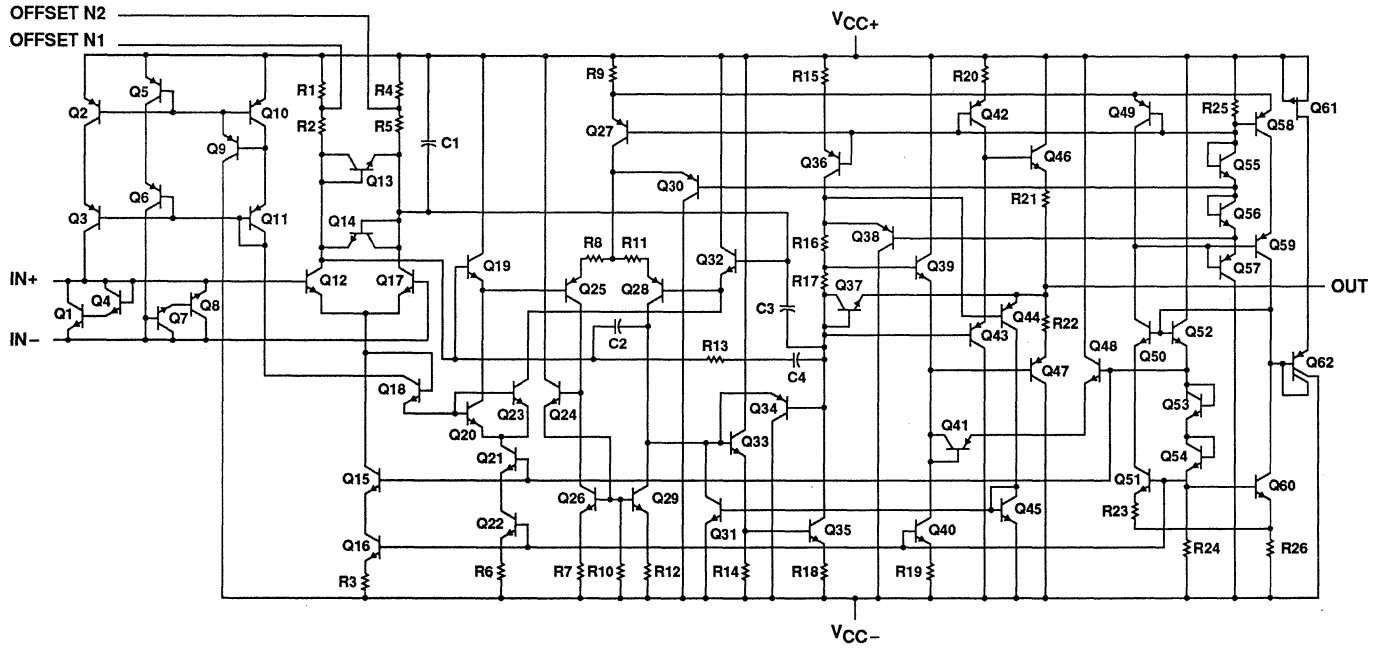 OFFSET N2
OFFSET N1
VCC+
R1
R4
R9
R15
R20
Q5
Q10
Q2
R2
R5
Q42
Q49
R25
Q61
Q58
Q27
C1
Q9
Q36
Q46
Q55
Q13
Q30
R21
Q6
Q3
Q11
Q14
Q56
R8
R11
R16
Q38
Q59
IN+
Q12
Q17
Q19
Q32
Q39
Q57
R17
Q37
OUT
Q25
Q28
Q4
Q1
Q8
Q7
C3
Q44
R22
Q43
IN−
C2
Q50
Q52
Q48
R13
C4
Q62
Q47
Q18
Q23
Q24
Q34
Q53
Q20
Q33
Q41
Q54
Q21
Q15
Q26
Q29
Q51
Q60
Q31
Q45
R23
Q22
Q35
Q40
Q16
R24
R26
R3
R6
R7
R10
R12
R14
R18
R19
VCC−